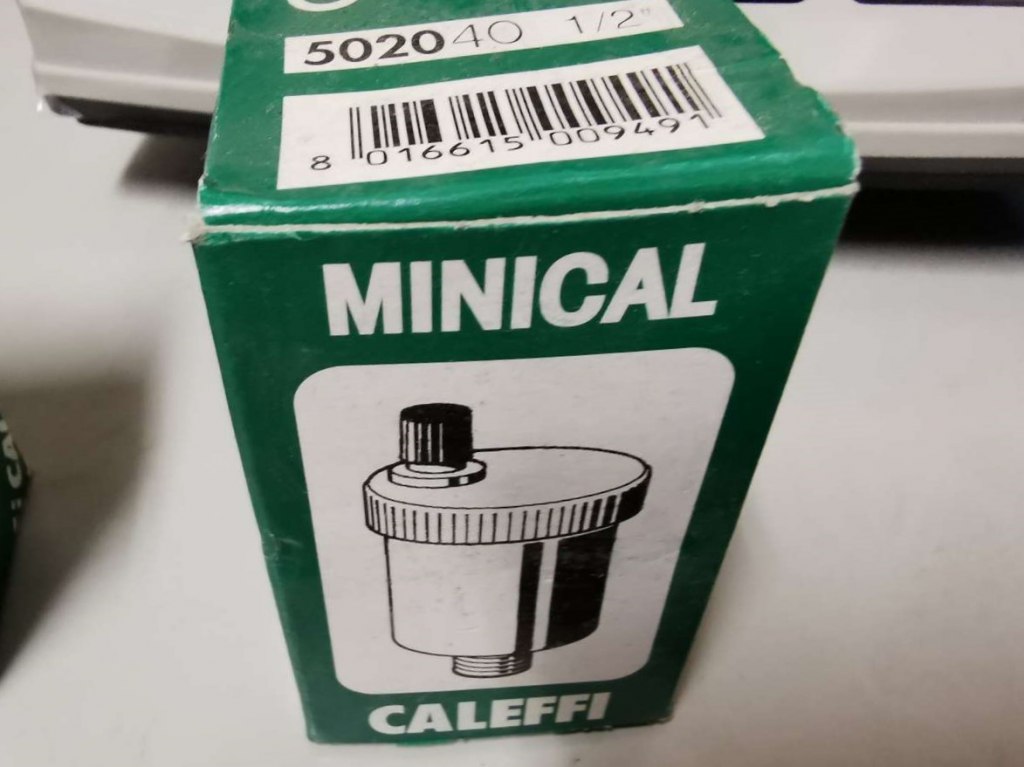 502040 1/2"
8 016615 009491
MINICAL
CALEFFI